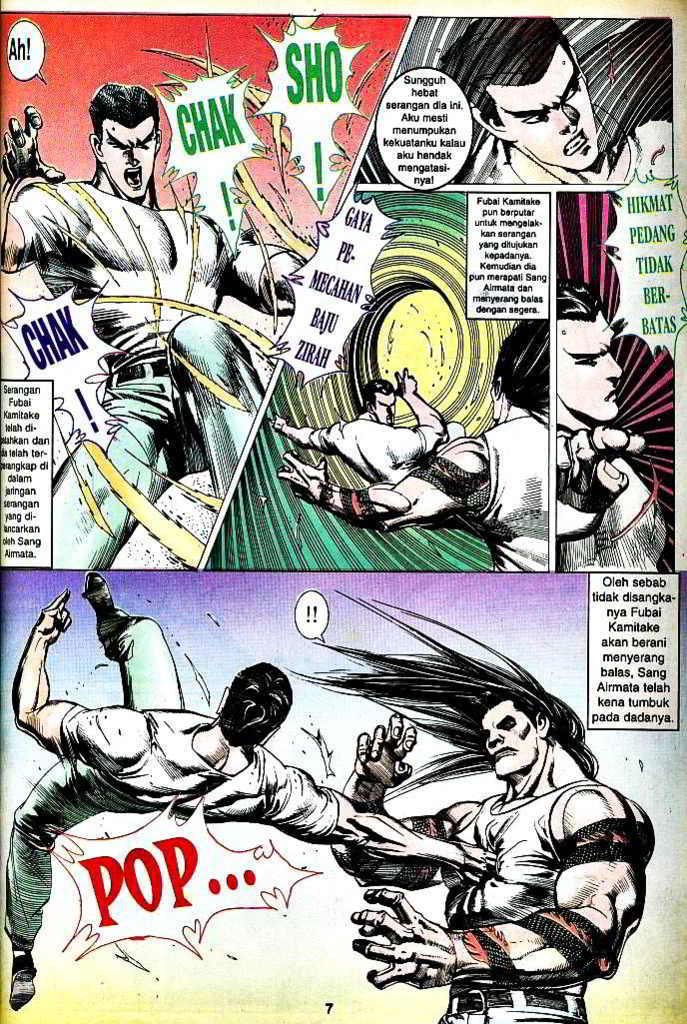 Ah!
CHAK
!
SHO
!
CHAK
!
Serangan
Fubai
Kamitake
telah di-
dan
telah ter-
di
dalam
jaringan
serangan
yang di-
lancarkan
oleh Sang
Airmata.
Sungguh
hebat
serangan dia ini.
Aku mesti
menumpukan
kekuatanku kalau
aku hendak
mengatasi-
nya!
GAYA
PE-
MECAHAN
BAJU
ZIRAH
Fubai Kamitake
pun berputar
untuk mengelak-
kan serangan
yang ditujukan
kepadanya.
Kemudian dia
pun merapati Sang
Airmata dan
menyerang balas
dengan segera.
HIKMAT
PEDANG
TIDAK
BER-
BATAS
!!
Oleh sebab
tidak disangka-
nya Fubai
Kamitake
akan berani
menyerang
balas, Sang
Airmata telah
kena tumbuk
pada dadanya.
POP...
7